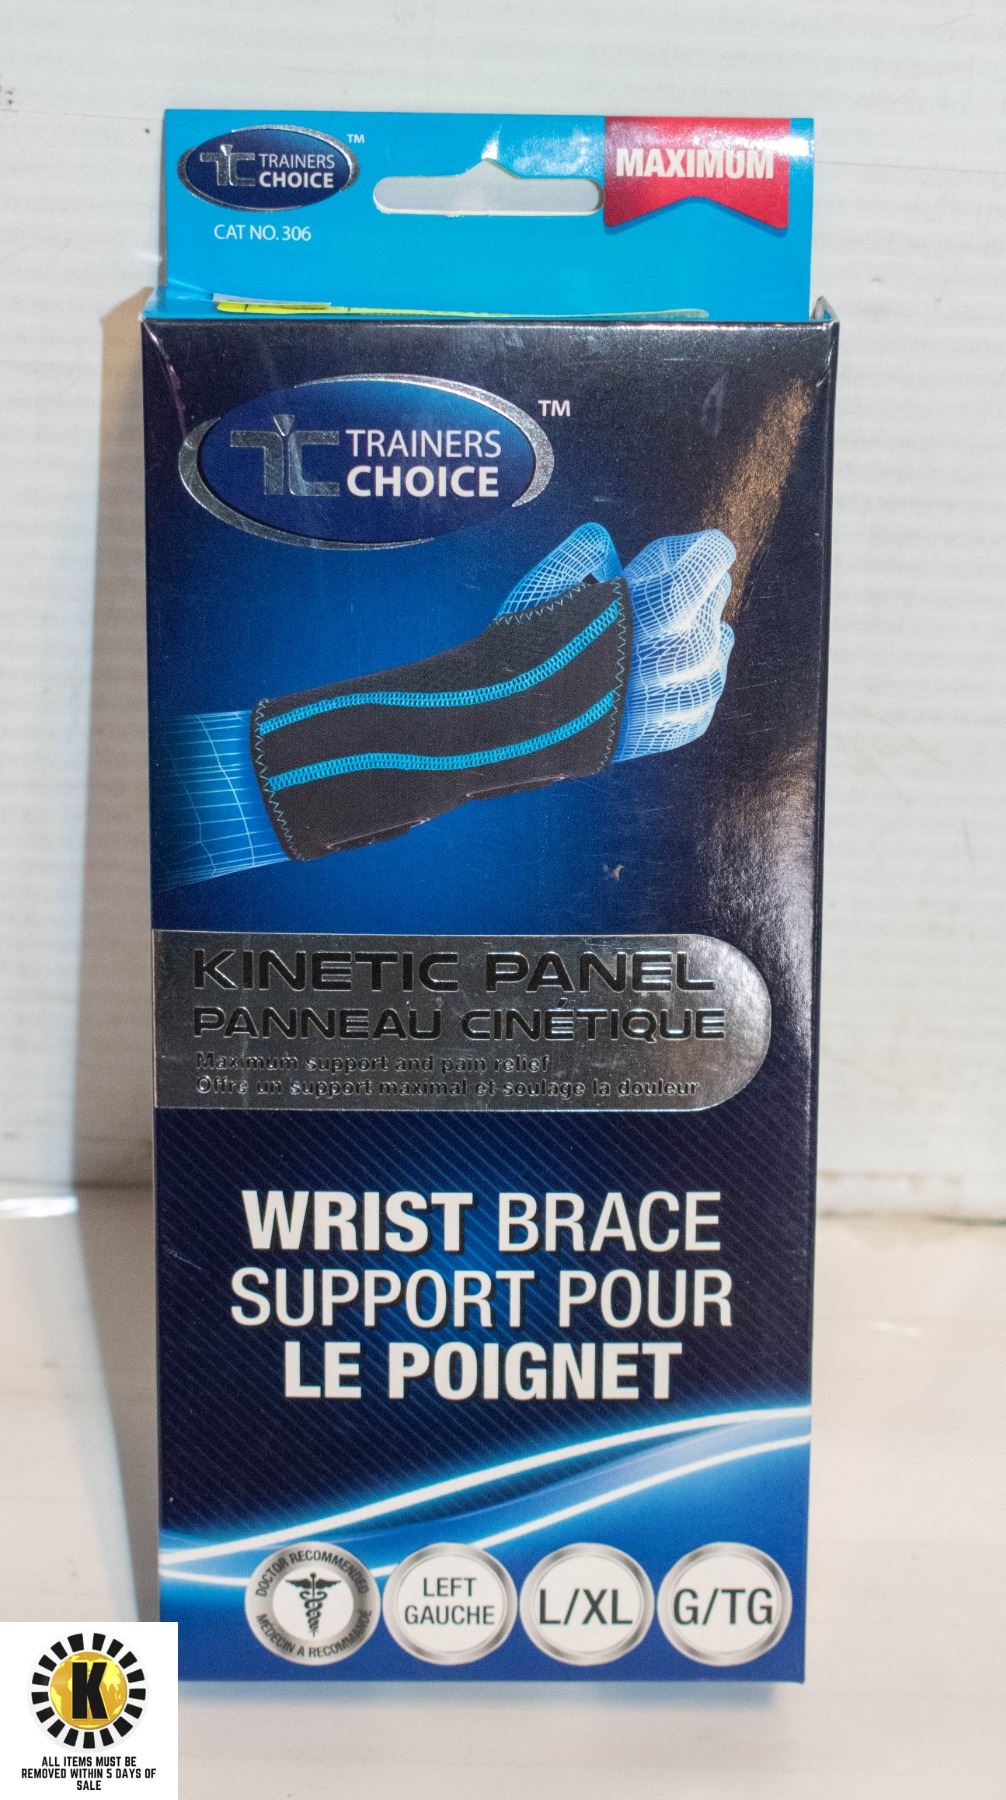 TC TRAINERS CHOICE ™
CAT NO. 306
MAXIMUM
TC TRAINERS CHOICE ™
KINETIC PANEL
PANNEAU CINÉTIQUE
Maximum support and pain relief
Offre un support maximal et soulage la douleur
WRIST BRACE
SUPPORT POUR
LE POIGNET
DOCTOR RECOMMENDED
MÉDECIN A RECOMMANDÉ
LEFT
GAUCHE
L/XL
G/TG
K
ALL ITEMS MUST BE
REMOVED WITHIN 5 DAYS OF
SALE